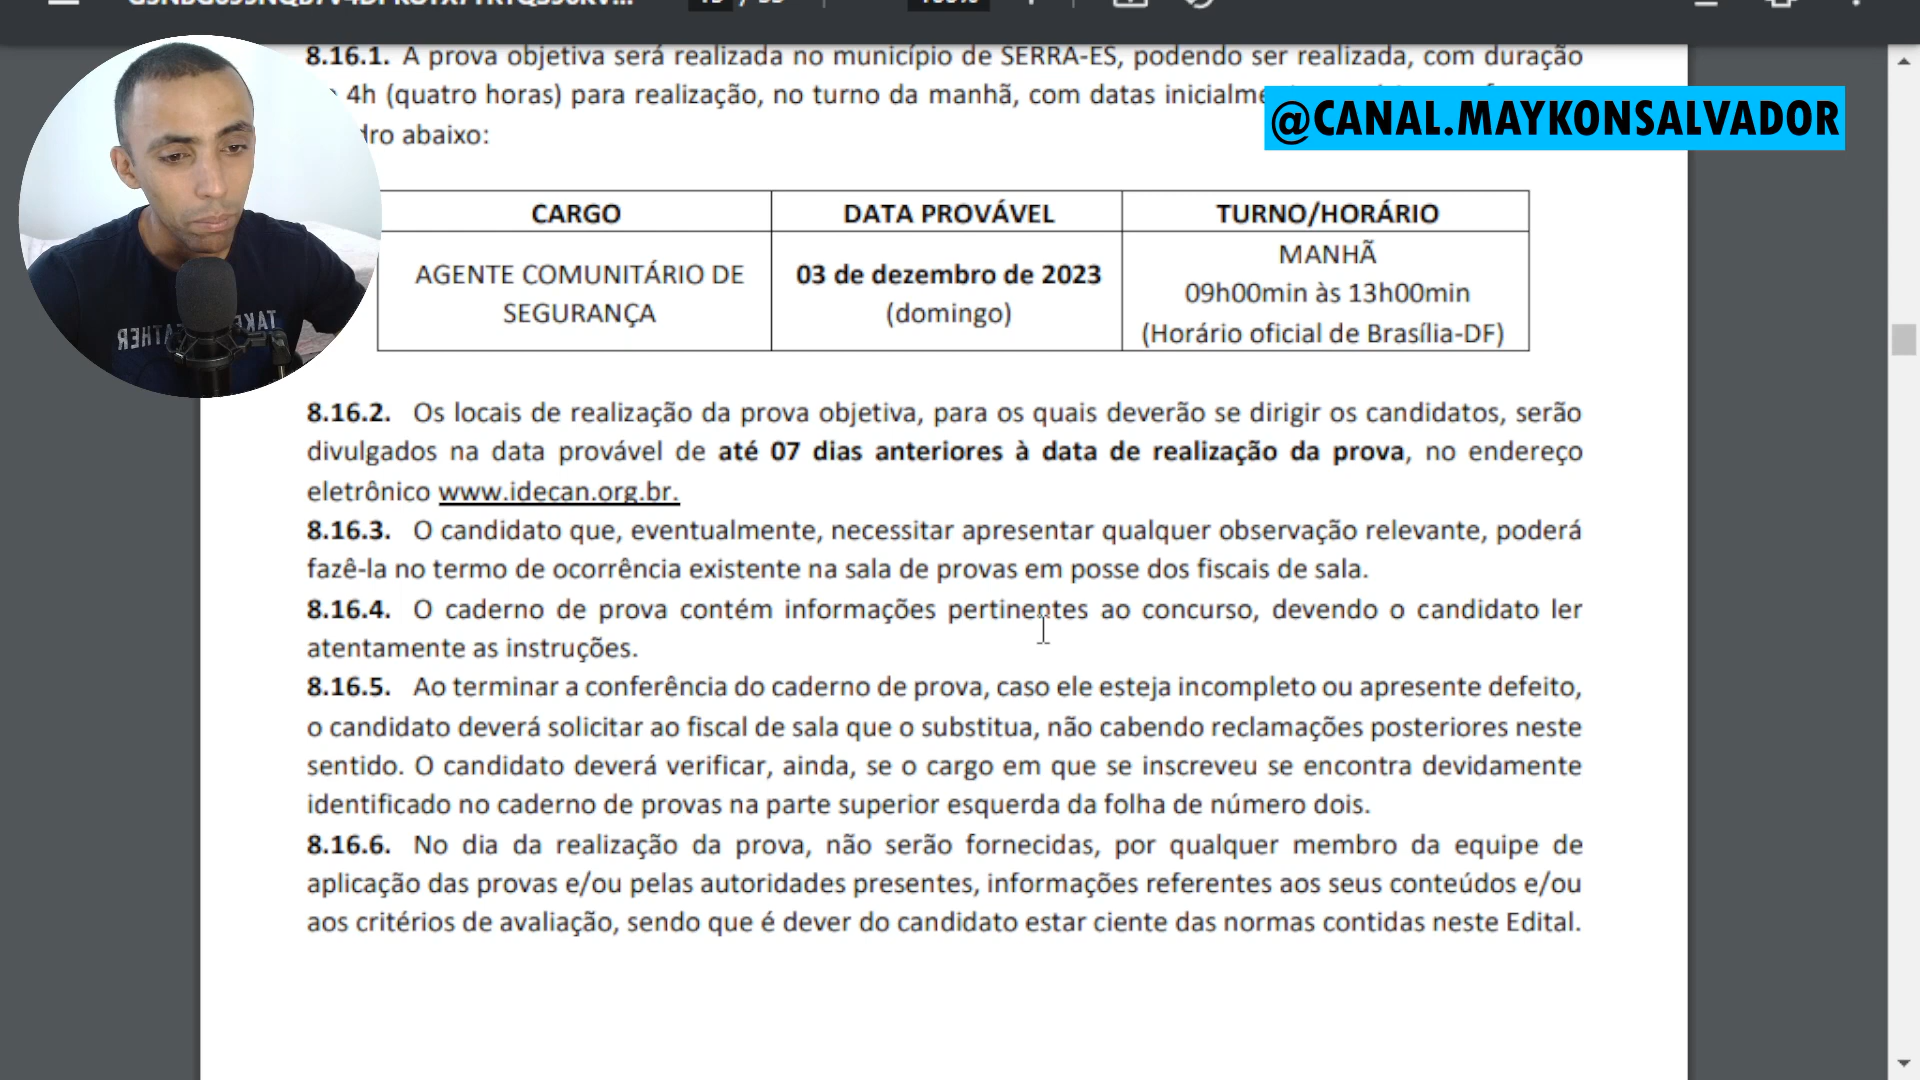 8.16.1. A prova objetiva será realizada no município de SERRA-ES, podendo ser realizada, com duração
4h (quatro horas) para realização, no turno da manhã, com datas
@CANAL.MAYKONSALVADOR
abaixo:
CARGO DATA PROVÁVEL TURNO/HORÁRIO
AGENTE COMUNITÁRIO DE SEGURANÇA
03 de dezembro de 2023
(domingo)
MANHÃ
09h00min às 13h00min
(Horário oficial de Brasília-DF)
8.16.2. Os locais de realização da prova objetiva, para os quais deverão se dirigir os candidatos, serão
divulgados na data provável de até 07 dias anteriores à data de realização da prova, no endereço
eletrônico www.idecan.org.br.
8.16.3. O candidato que, eventualmente, necessitar apresentar qualquer observação relevante, poderá
fazê-la no termo de ocorrência existente na sala de provas em posse dos fiscais de sala.
8.16.4. O caderno de prova contém informações pertinentes ao concurso, devendo o candidato ler
atentamente as instruções.
8.16.5. Ao terminar a conferência do caderno de prova, caso ele esteja incompleto ou apresente defeito,
o candidato deverá solicitar ao fiscal de sala que o substitua, não cabendo reclamações posteriores neste
sentido. O candidato deverá verificar, ainda, se o cargo em que se inscreveu se encontra devidamente
identificado no caderno de provas na parte superior esquerda da folha de número dois.
8.16.6. No dia da realização da prova, não serão fornecidas, por qualquer membro da equipe de
aplicação das provas e/ou pelas autoridades presentes, informações referentes aos seus conteúdos e/ou
aos critérios de avaliação, sendo que é dever do candidato estar ciente das normas contidas neste Edital.